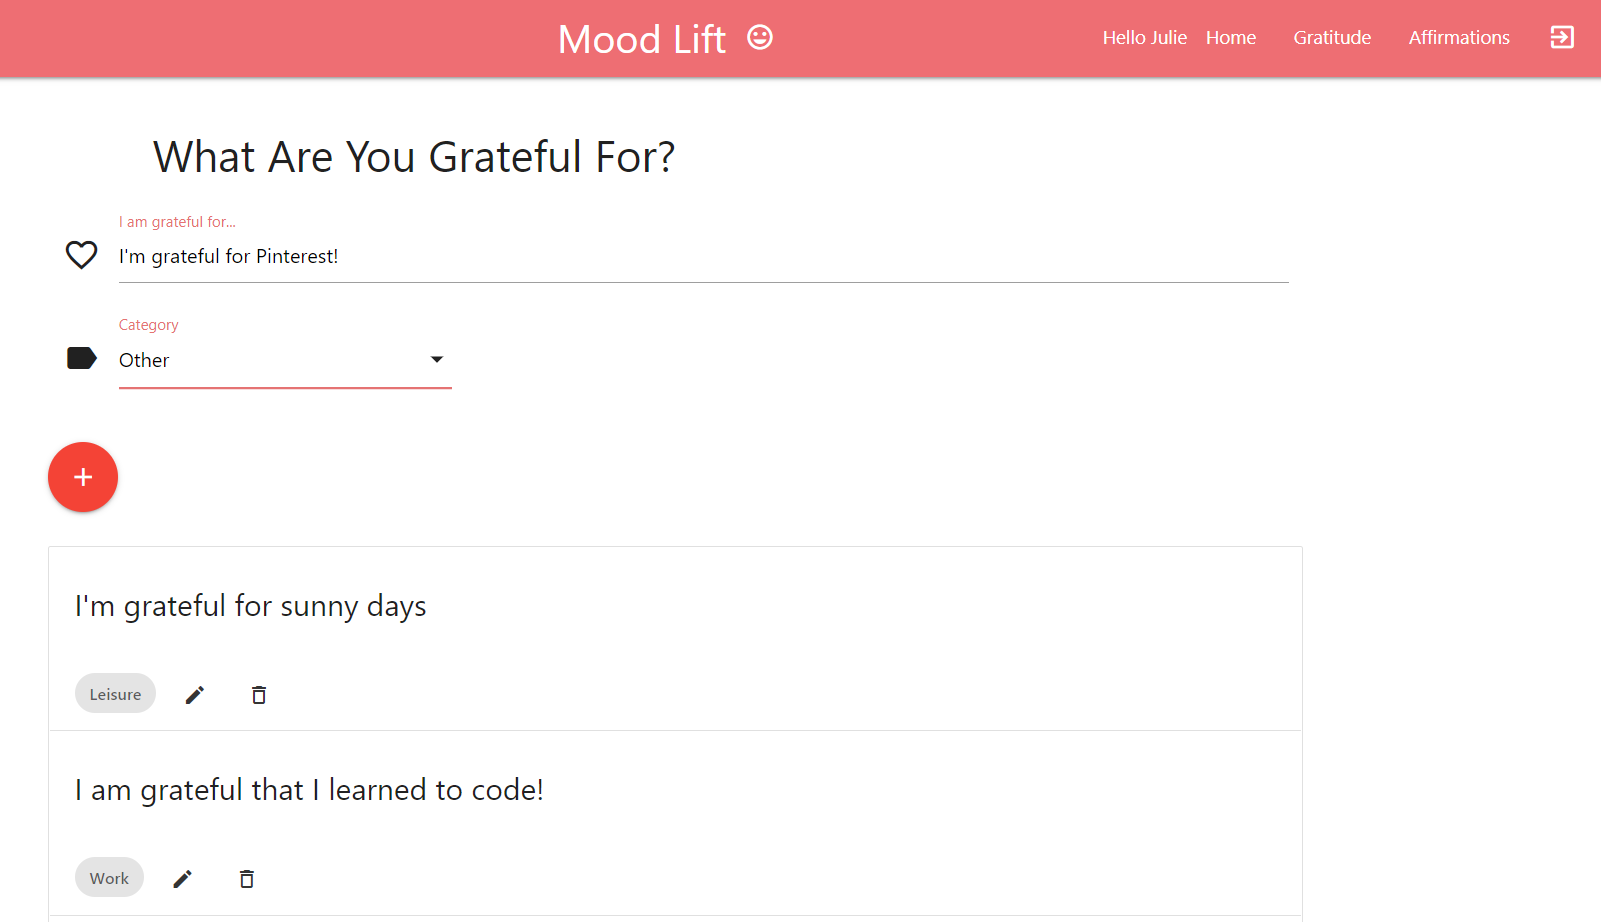 Mood Lift
Hello Julie Home Gratitude Affirmations
What Are You Grateful For?
I am grateful for...
I'm grateful for Pinterest!
Category
Other
+
I'm grateful for sunny days
Leisure
I am grateful that I learned to code!
Work